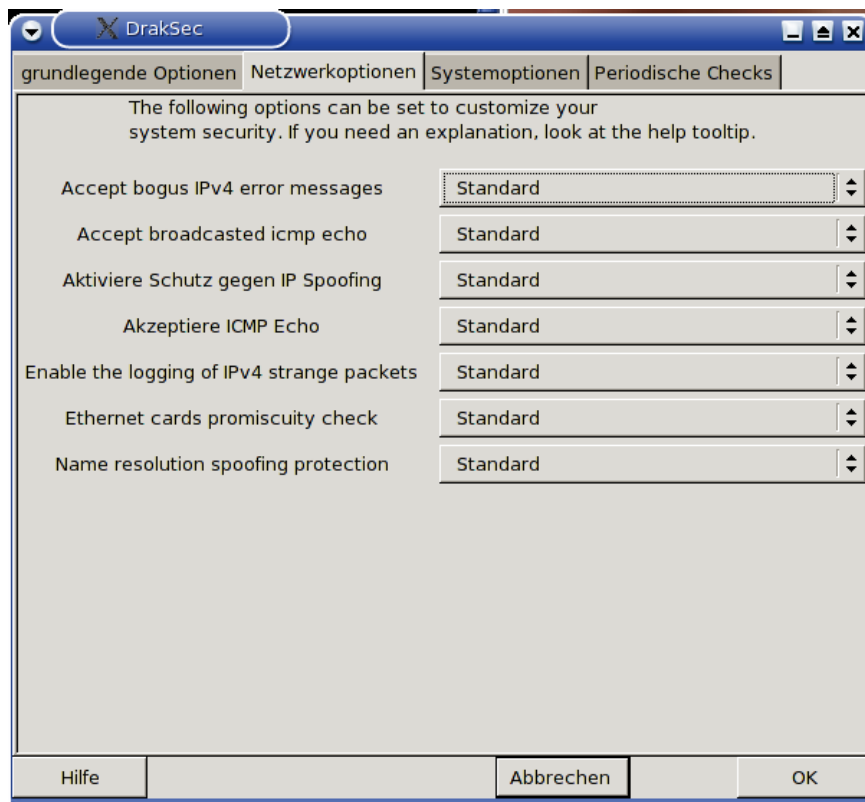 DrakSec
grundlegende Optionen Netzwerkoptionen Systemoptionen Periodische Checks
The following options can be set to customize your
system security. If you need an explanation, look at the help tooltip.
Accept bogus IPv4 error messages Standard
Accept broadcasted icmp echo Standard
Aktiviere Schutz gegen IP Spoofing Standard
Akzeptiere ICMP Echo Standard
Enable the logging of IPv4 strange packets Standard
Ethernet cards promiscuity check Standard
Name resolution spoofing protection Standard
Hilfe Abbrechen OK